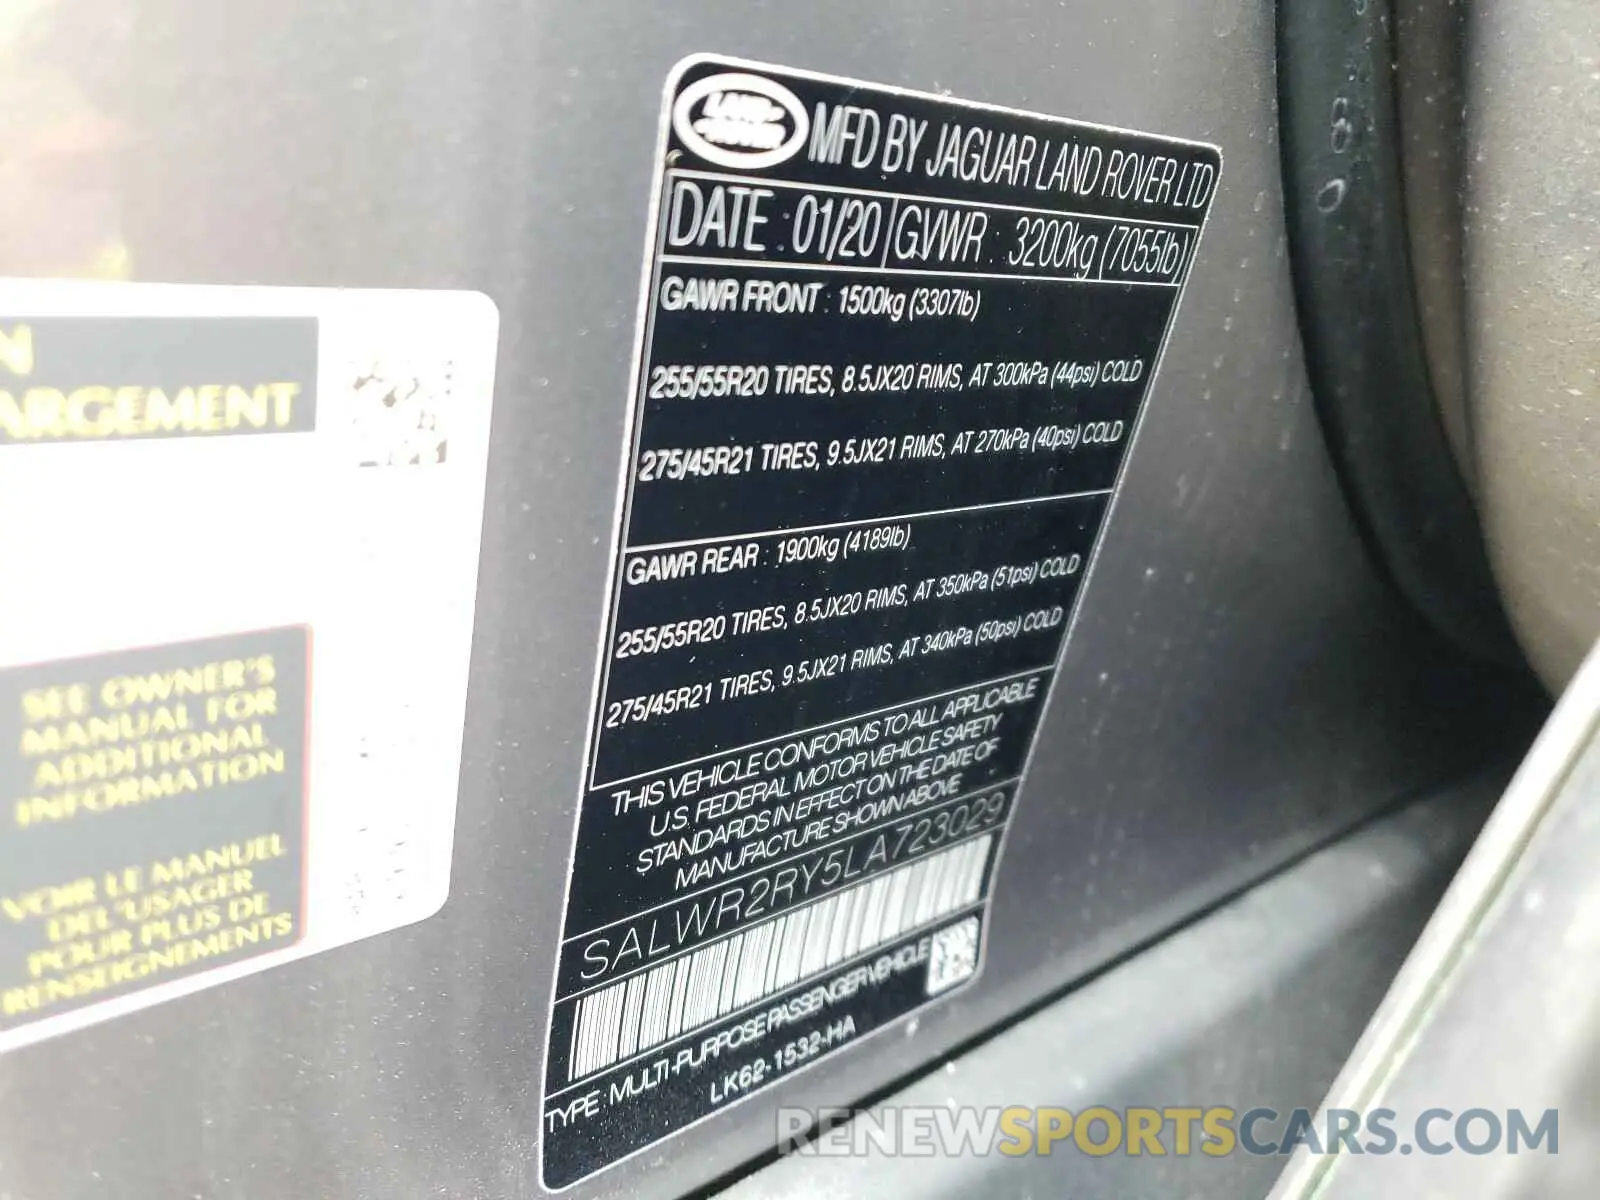 LAND-
ROVER
MFD BY JAGUAR LAND ROVER LTD
DATE : 01/20 GVWR : 3200kg (7055lb)
GAWR FRONT : 1500kg (3307lb)
255/55R20 TIRES, 8.5JX20 RIMS, AT 300kPa (44psi) COLD
275/45R21 TIRES, 9.5JX21 RIMS, AT 270kPa (40psi) COLD
GAWR REAR : 1900kg (4189lb)
255/55R20 TIRES, 8.5JX20 RIMS, AT 350kPa (51psi) COLD
275/45R21 TIRES, 9.5JX21 RIMS, AT 340kPa (50psi) COLD
THIS VEHICLE CONFORMS TO ALL APPLICABLE
U.S. FEDERAL MOTOR VEHICLE SAFETY
STANDARDS IN EFFECT ON THE DATE OF
MANUFACTURE SHOWN ABOVE
SALWR2RY5LA723029
TYPE : MULTI-PURPOSE PASSENGER VEHICLE
LK62-1532-HA
N
ARGEMENT
SEE OWNER'S
MANUAL FOR
ADDITIONAL
INFORMATION
VOIR LE MANUEL
DEL'USAGER
POUR PLUS DE
RENSEIGNEMENTS
RENEWSPORTSCARS.COM